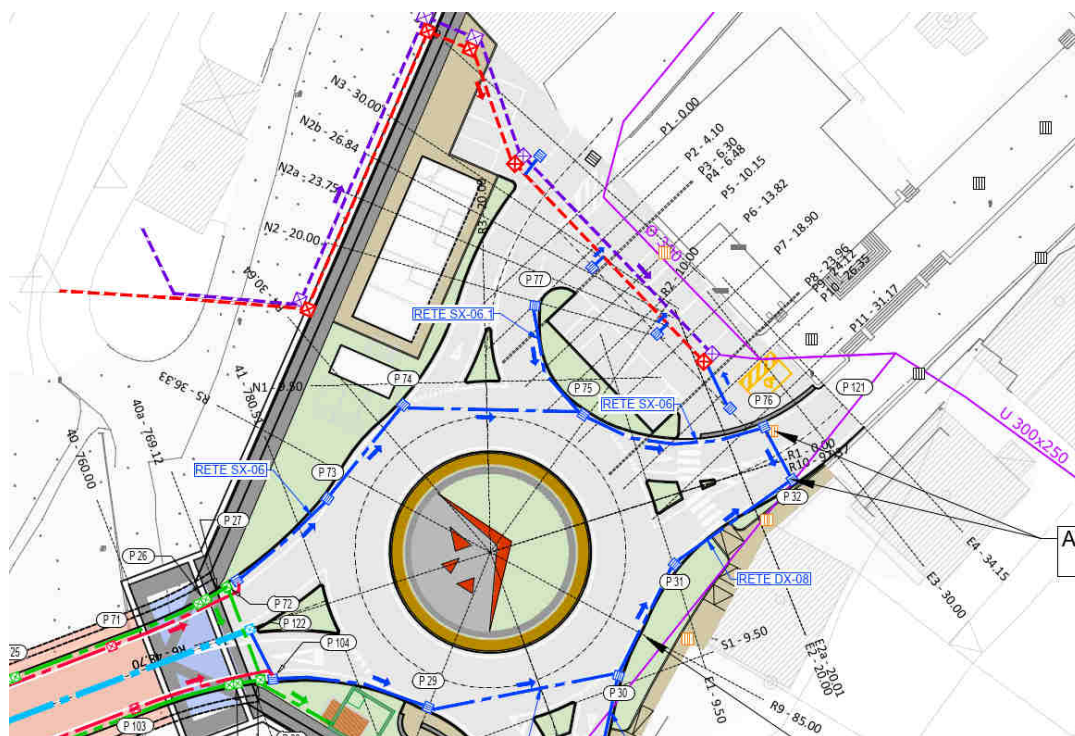 N3 - 30.00
N2b - 26.84
N2a - 23.75
N2 - 20.00
R3 - 20.00
P1 - 0.00
P2 - 4.10
P3 - 6.30
P4 - 6.48
P5 - 10.15
P6 - 13.82
P7 - 18.90
P8 - 23.96
P9 - 24.12
P10 - 26.35
P11 - 31.17
R2 - 10.00
P 77
RETE SX-06.1
R5 - 36.33
41 - 780.51
40a - 769.12
40 - 760.00
N1 - 9.50
P 74
P 75
RETE SX-06
P 76
P 121
U 300x250
RETE SX-06
P 73
R1 - 0.00
P 32
P 27
P 26
P 31
RETE DX-08
A
E4 - 34.15
E3 - 30.00
P 71
P 72
P 122
P 104
25
R6 - 48.70
P 29
P 30
S1 - 9.50
E2a - 20.01
E2 - 20.00
E1 - 9.50
R9 - 85.00
P 103